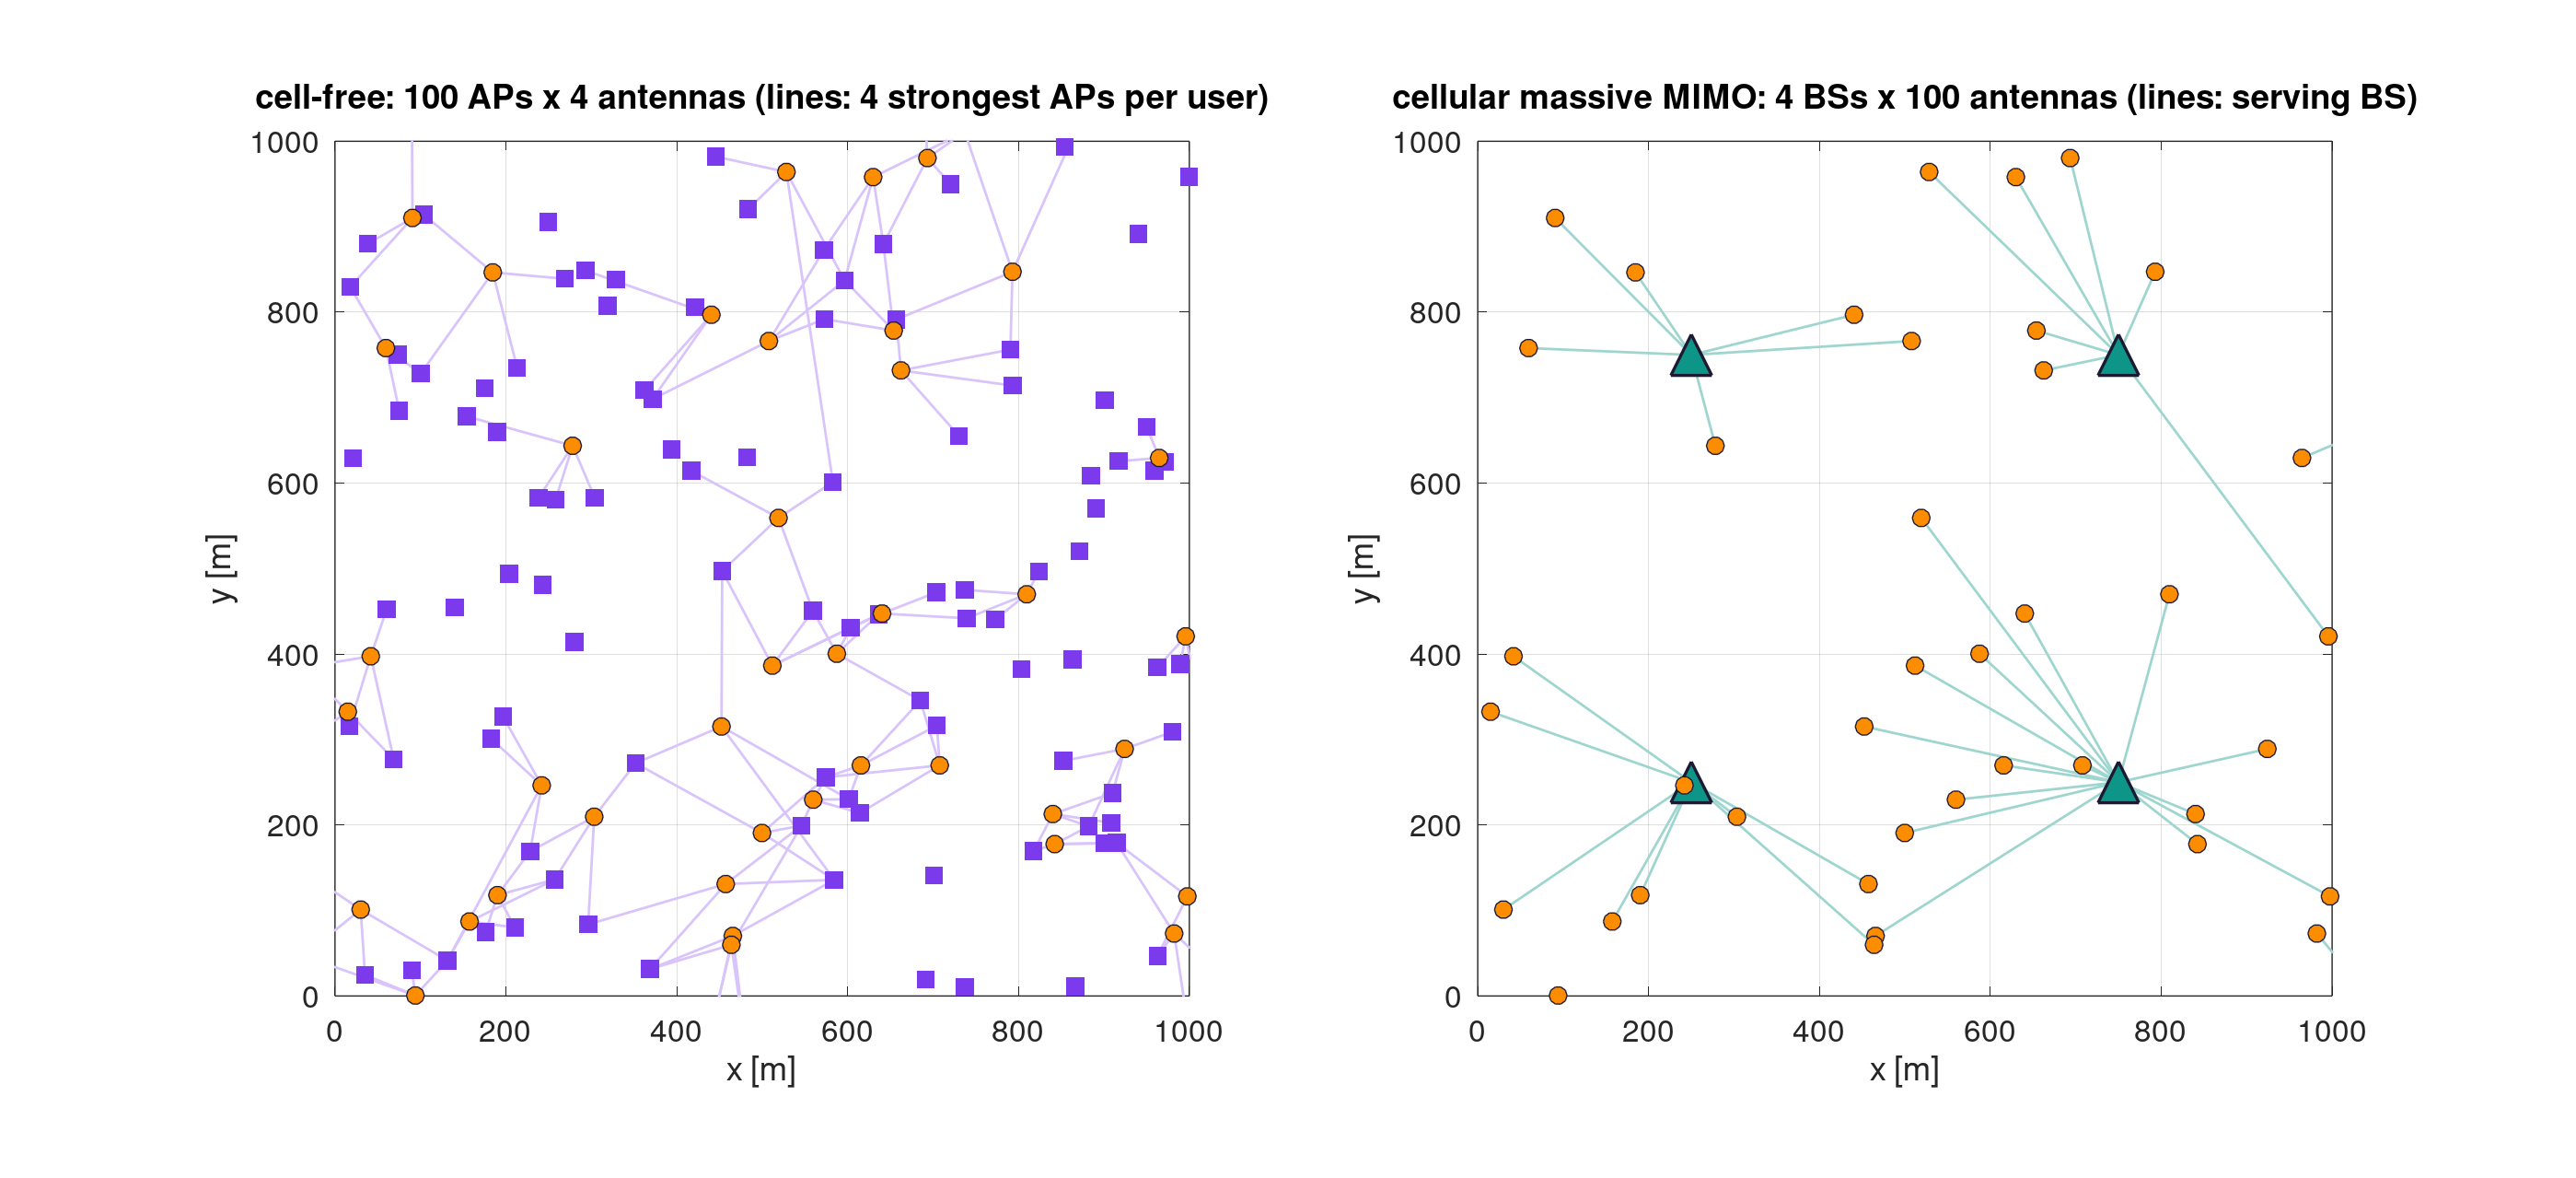 cell-free: 100 APs x 4 antennas (lines: 4 strongest APs per user)
1000
800
600
400
200
0
0 200 400 600 800 1000
x [m]
y [m]
cellular massive MIMO: 4 BSs x 100 antennas (lines: serving BS)
1000
800
600
400
200
0
0 200 400 600 800 1000
x [m]
y [m]